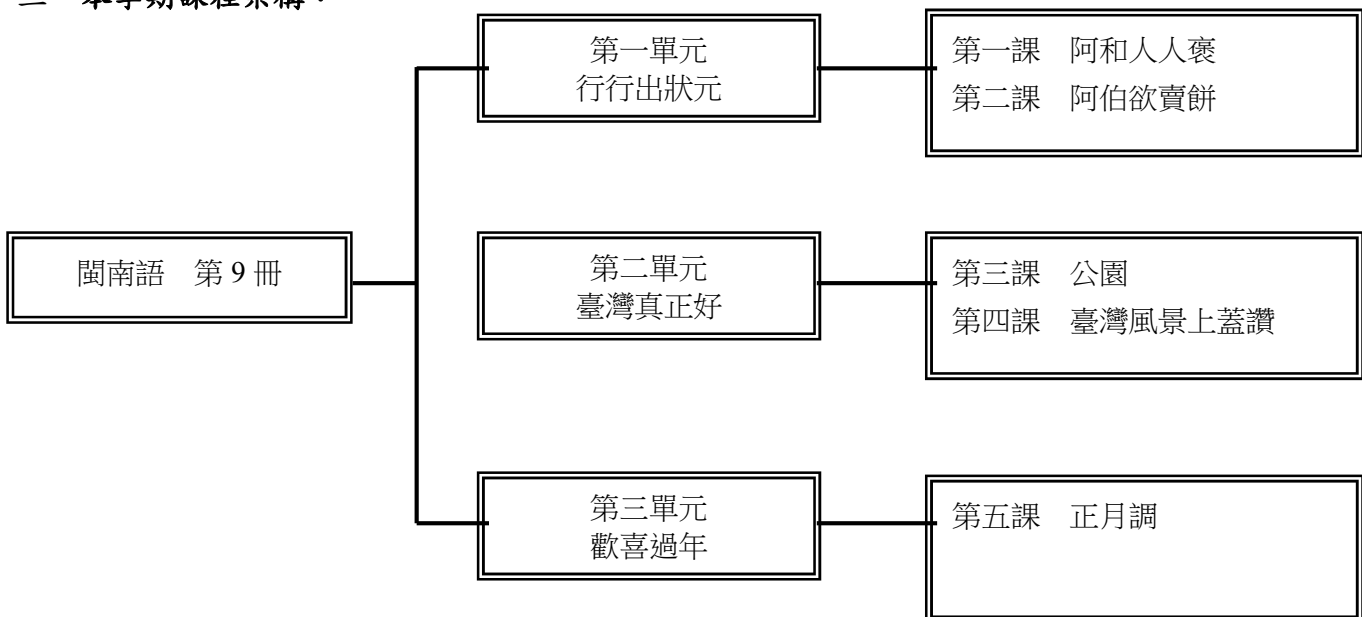 本學期課程架構：
第一單元
行行出狀元
第一課　阿和人人褒
第二課　阿伯欲賣餅
閩南語　第 9 冊
第二單元
臺灣真正好
第三課　公園
第四課　臺灣風景上蓋讚
第三單元
歡喜過年
第五課　正月調